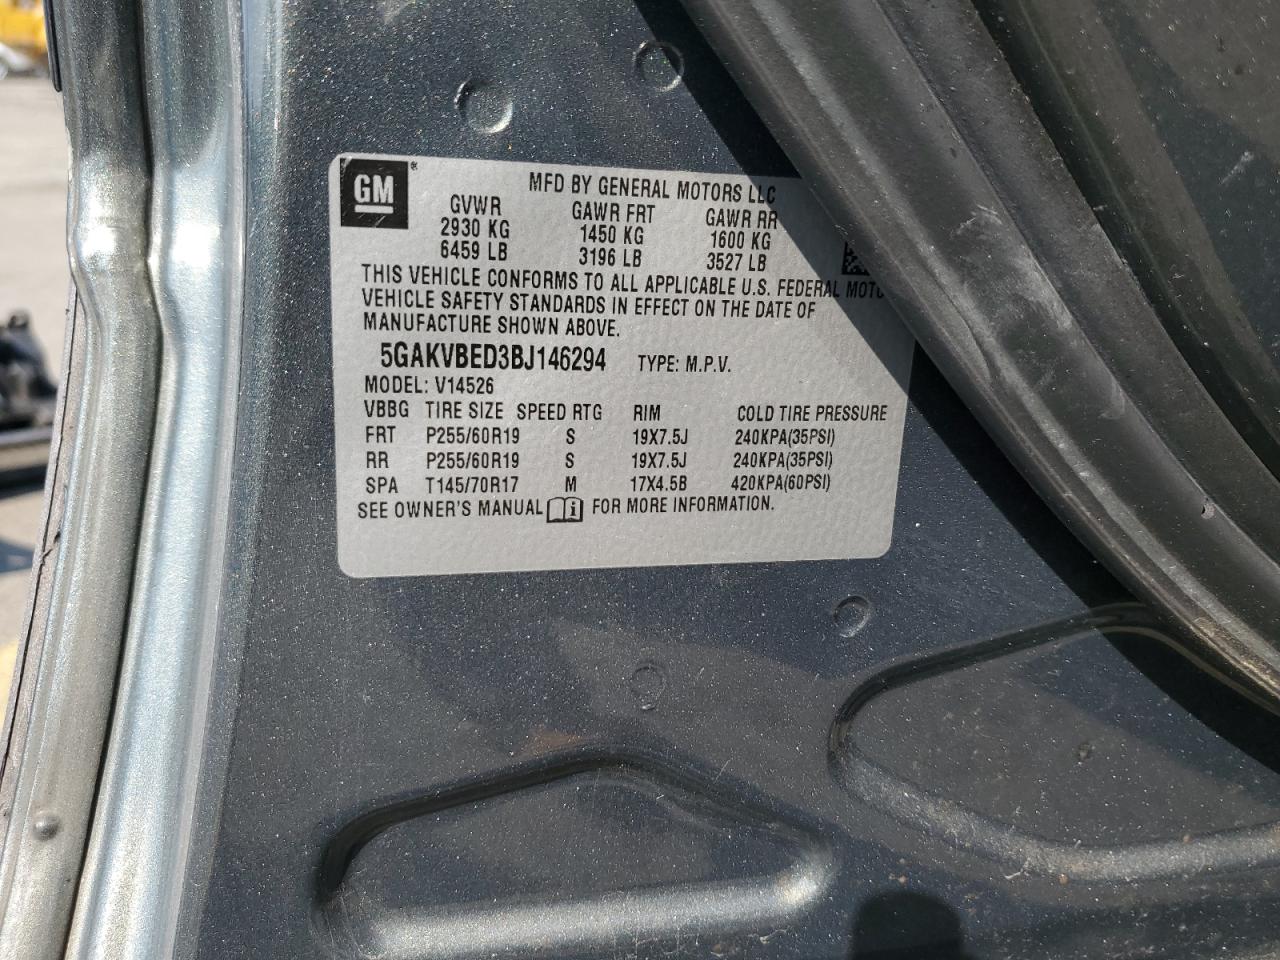 GM
MFD BY GENERAL MOTORS LLC
GVWR GAWR FRT GAWR RR
2930 KG 1450 KG 1600 KG
6459 LB 3196 LB 3527 LB
THIS VEHICLE CONFORMS TO ALL APPLICABLE U.S. FEDERAL
VEHICLE SAFETY STANDARDS IN EFFECT ON THE DATE OF
MANUFACTURE SHOWN ABOVE.
5GAKVBED3BJ146294 TYPE: M.P.V.
MODEL: V14526
VBBG TIRE SIZE SPEED RTG RIM COLD TIRE PRESSURE
FRT P255/60R19 S 19X7.5J 240KPA(35PSI)
RR P255/60R19 S 19X7.5J 240KPA(35PSI)
SPA T145/70R17 M 17X4.5B 420KPA(60PSI)
SEE OWNER'S MANUAL i FOR MORE INFORMATION.